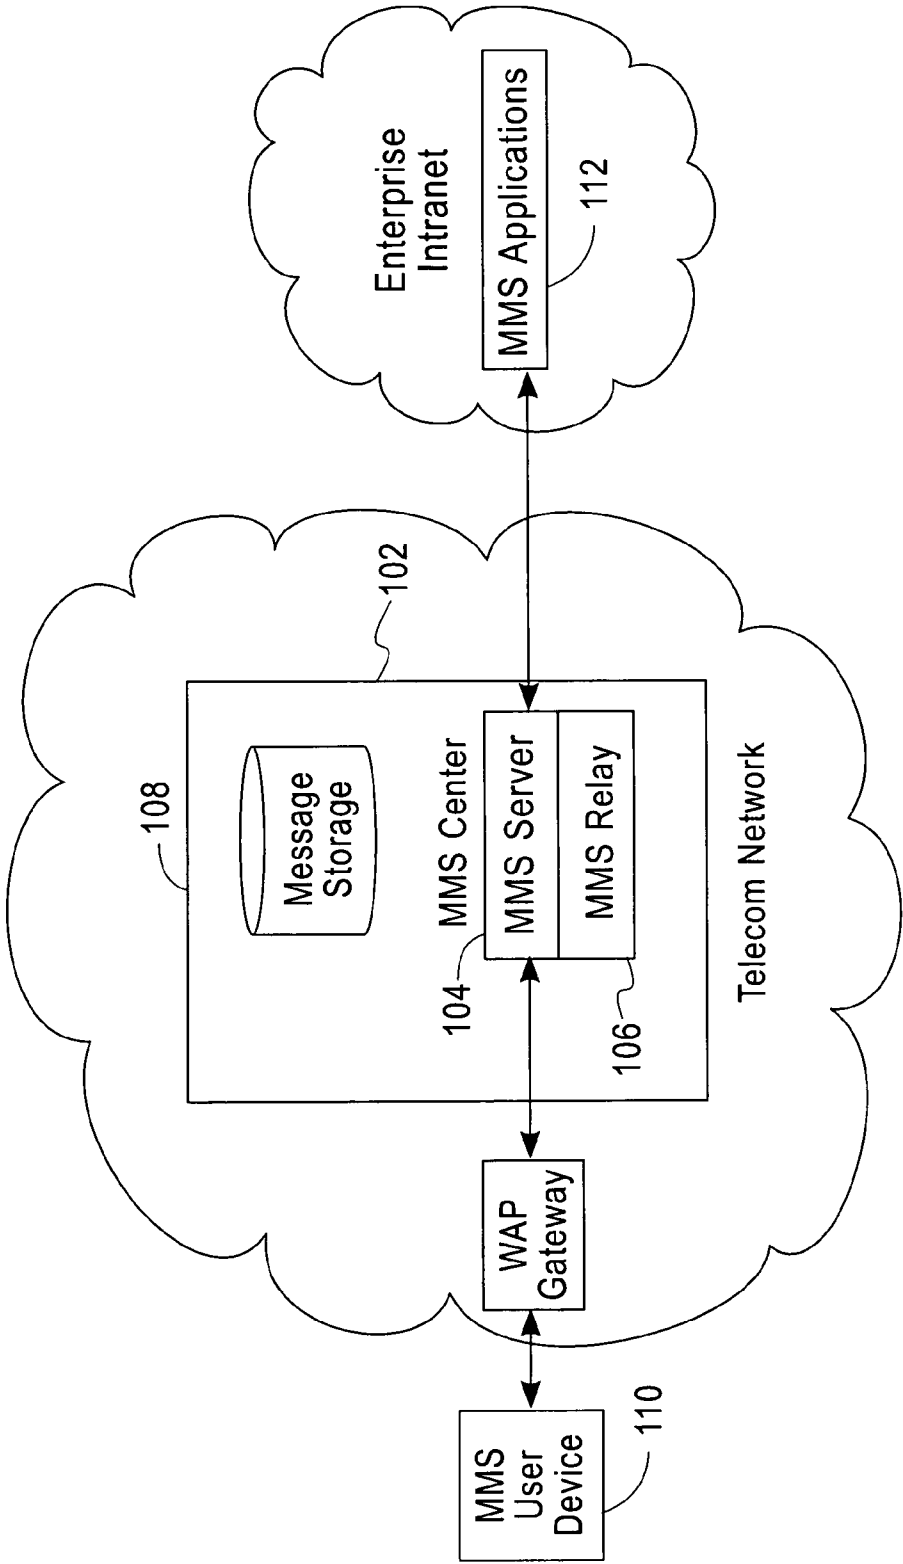 108
102
Message
Storage
MMS Center
104
MMS Server
MMS Relay
106
Telecom Network
WAP
Gateway
MMS
User
Device
110
Enterprise
Intranet
MMS Applications
112